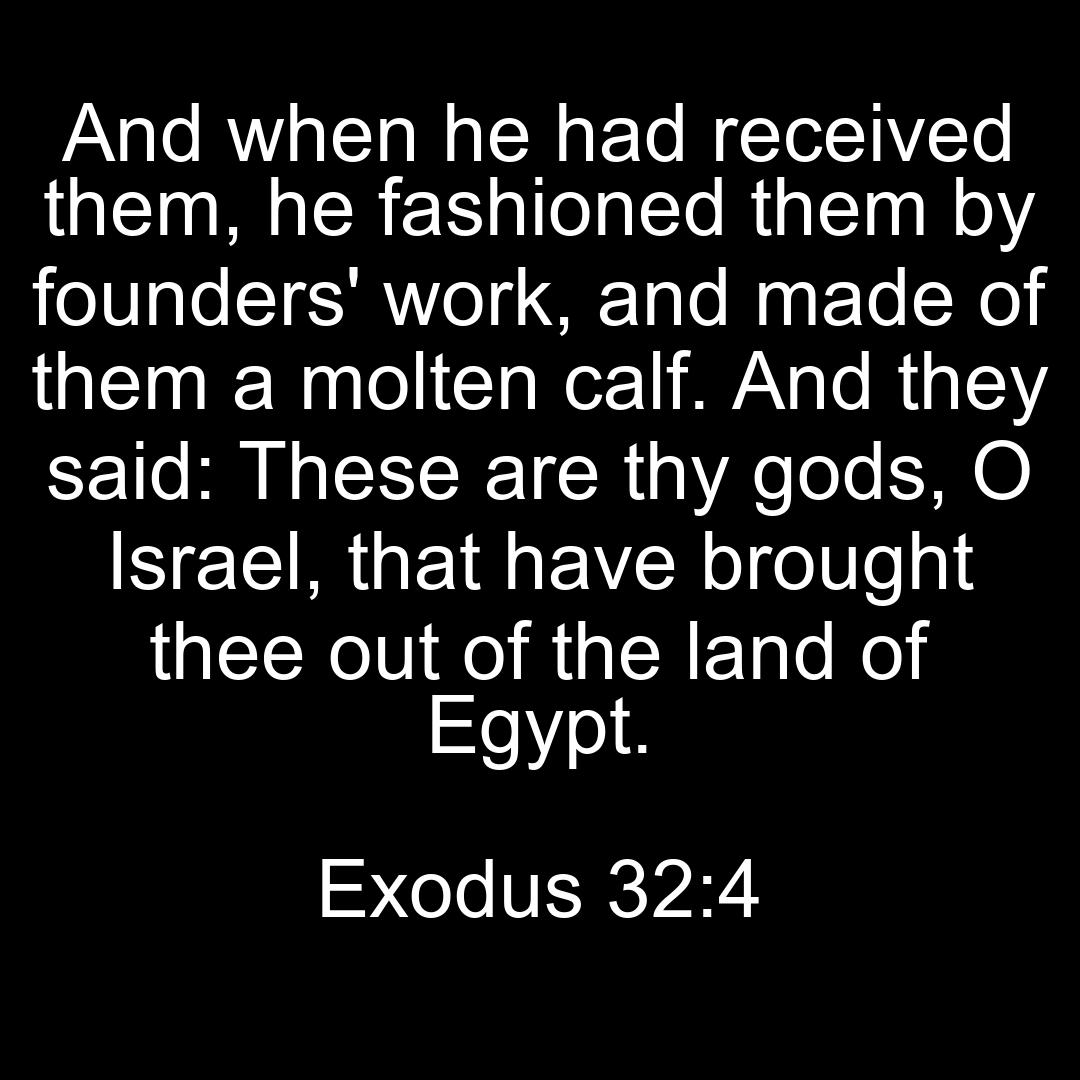 And when he had received
them, he fashioned them by
founders' work, and made of
them a molten calf. And they
said: These are thy gods, O
Israel, that have brought
thee out of the land of
Egypt.
Exodus 32:4